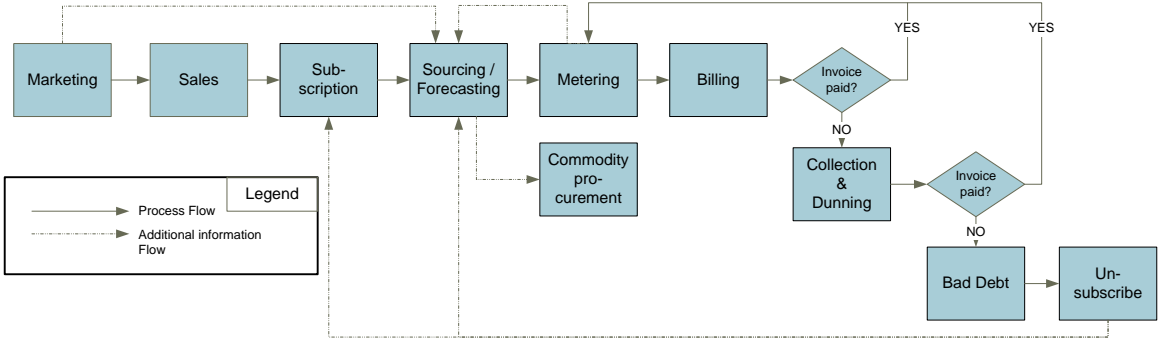 YES
YES
Marketing
Sales
Sub-
scription
Sourcing /
Forecasting
Metering
Billing
Invoice
paid?
NO
Commodity
pro-
curement
Collection
&
Dunning
Invoice
paid?
Legend
Process Flow
Additional information
Flow
NO
Bad Debt
Un-
subscribe